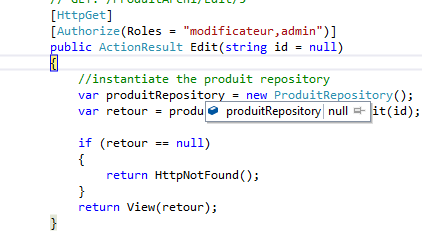 // GET: /ProduitArchi/Edit/5
[HttpGet]
[Authorize(Roles = "modificateur,admin")]
public ActionResult Edit(string id = null)
{
//instantiate the produit repository
var produitRepository = new ProduitRepository();
var retour = produ it(id);
produitRepository null
if (retour == null)
{
return HttpNotFound();
}
return View(retour);
}